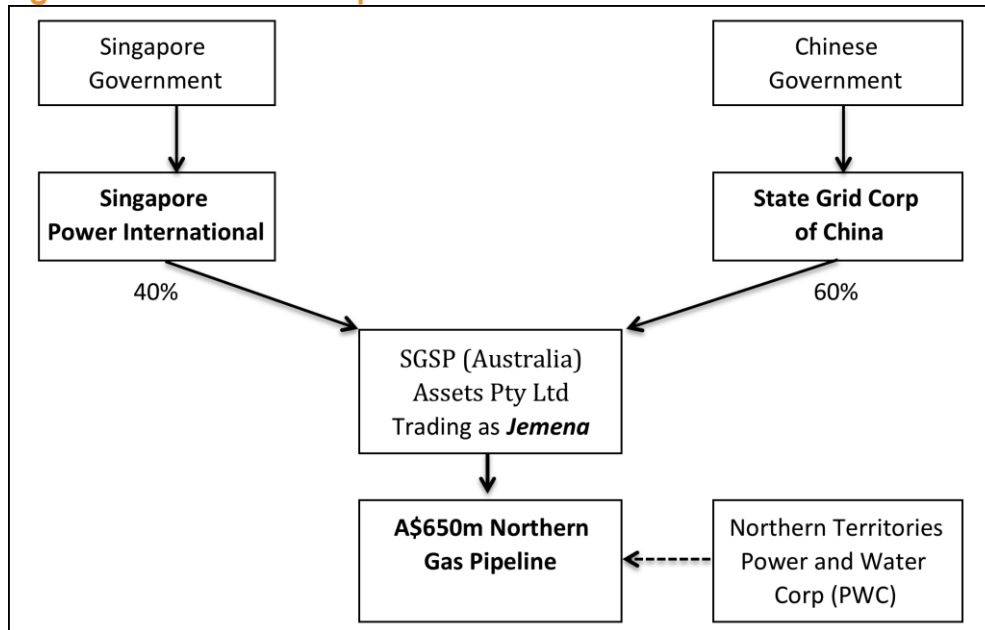 Singapore
Government
Chinese
Government
Singapore
Power International
State Grid Corp
of China
40%
60%
SGSP (Australia)
Assets Pty Ltd
Trading as Jemena
A$650m Northern
Gas Pipeline
Northern Territories
Power and Water
Corp (PWC)